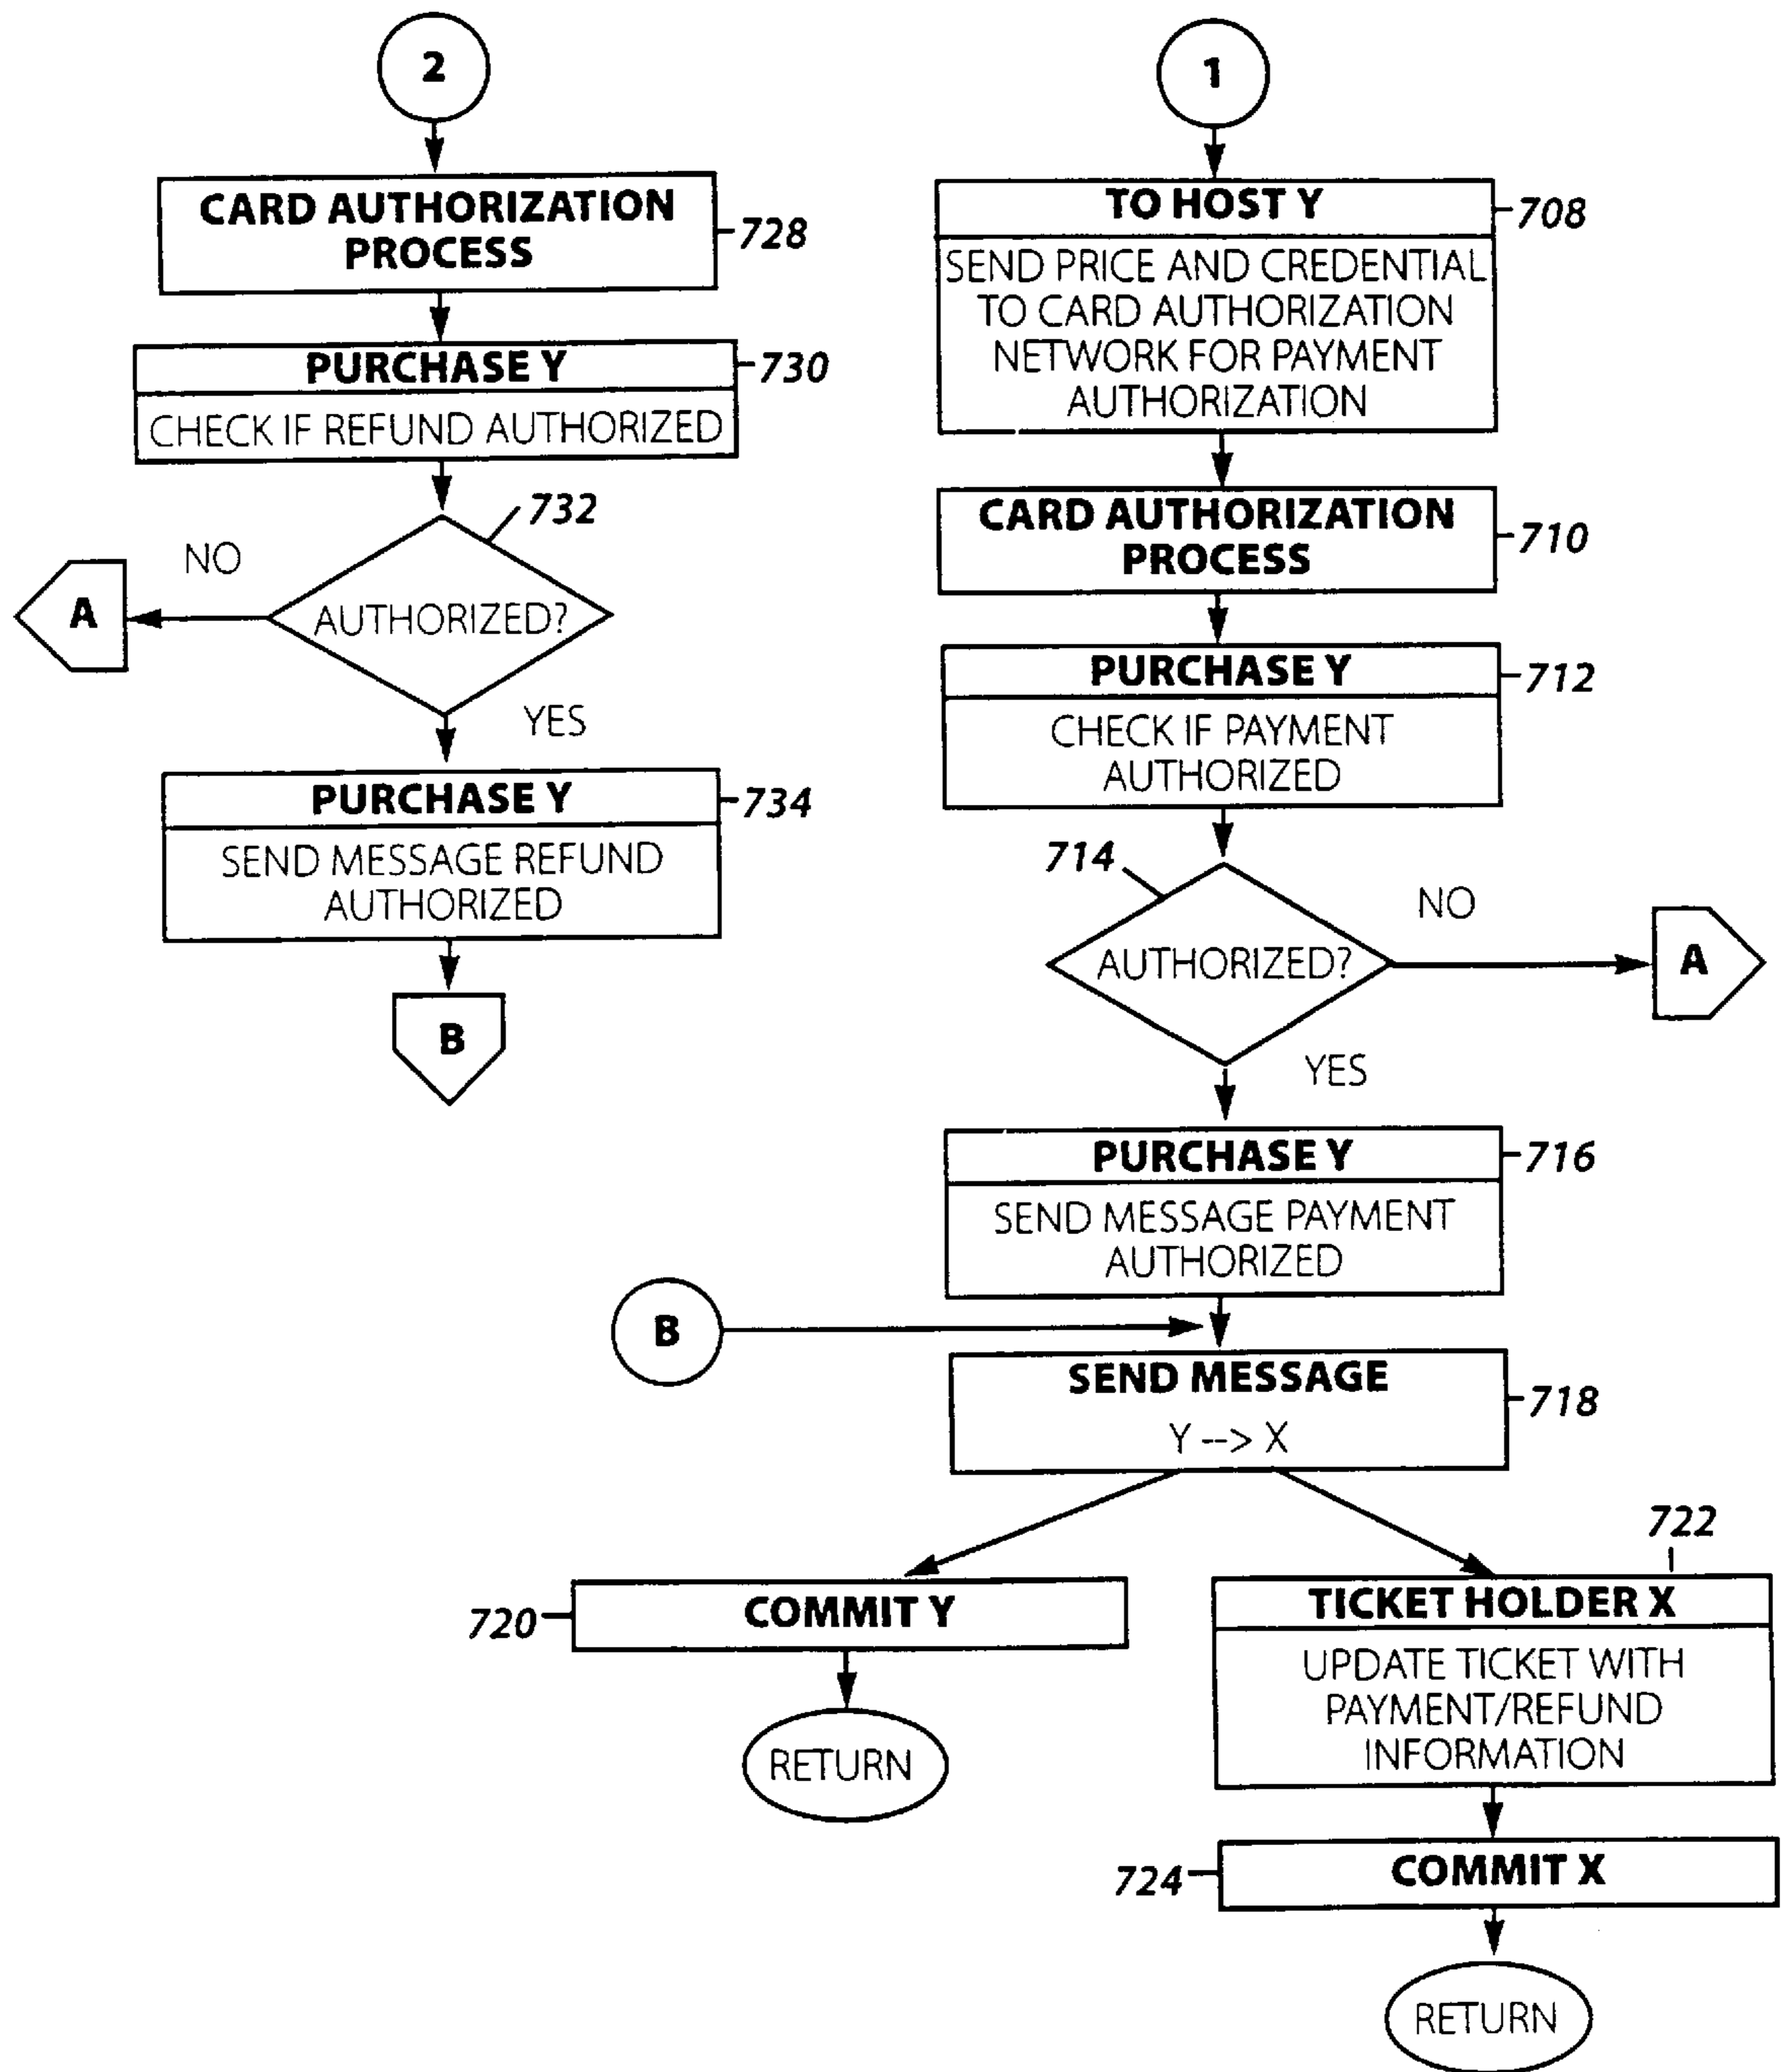 2
CARD AUTHORIZATION
PROCESS
728
PURCHASE Y
730
CHECK IF REFUND AUTHORIZED
732
NO
A
AUTHORIZED?
YES
PURCHASE Y
734
SEND MESSAGE REFUND
AUTHORIZED
B
1
TO HOST Y
708
SEND PRICE AND CREDENTIAL
TO CARD AUTHORIZATION
NETWORK FOR PAYMENT
AUTHORIZATION
CARD AUTHORIZATION
PROCESS
710
PURCHASE Y
712
CHECK IF PAYMENT
AUTHORIZED
714
NO
AUTHORIZED?
A
YES
PURCHASE Y
716
SEND MESSAGE PAYMENT
AUTHORIZED
B
SEND MESSAGE
718
Y --> X
720
COMMIT Y
RETURN
722
TICKET HOLDER X
UPDATE TICKET WITH
PAYMENT/REFUND
INFORMATION
724
COMMIT X
RETURN